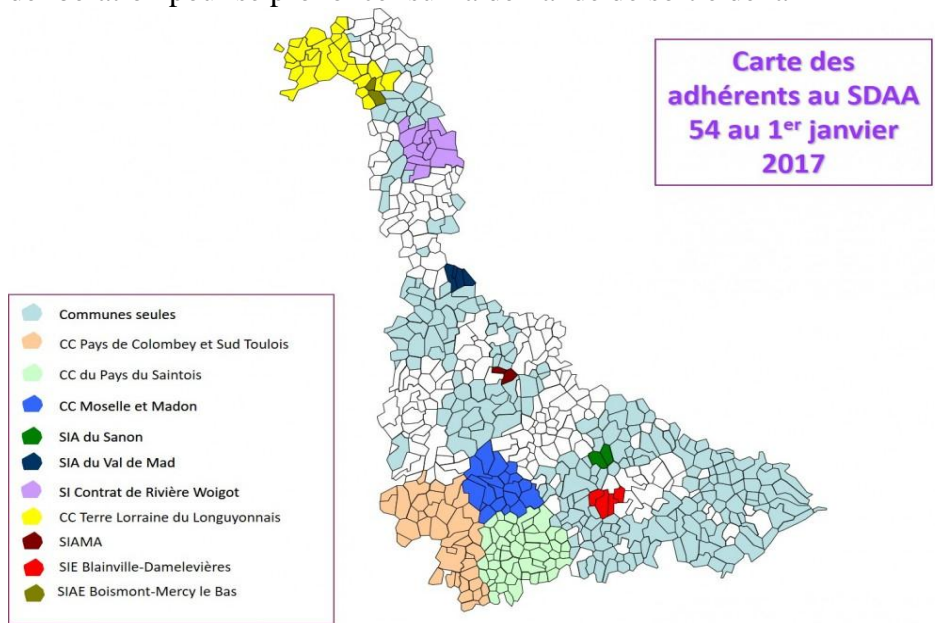 Carte des
adhérents au SDAA
54 au 1er janvier
2017
Communes seules
CC Pays de Colombey et Sud Toulois
CC du Pays du Saintois
CC Moselle et Madon
SIA du Sanon
SIA du Val de Mad
SI Contrat de Rivière Woigot
CC Terre Lorraine du Longuyonnais
SIAMA
SIE Blainville-Damelevières
SIAE Boismont-Mercy le Bas